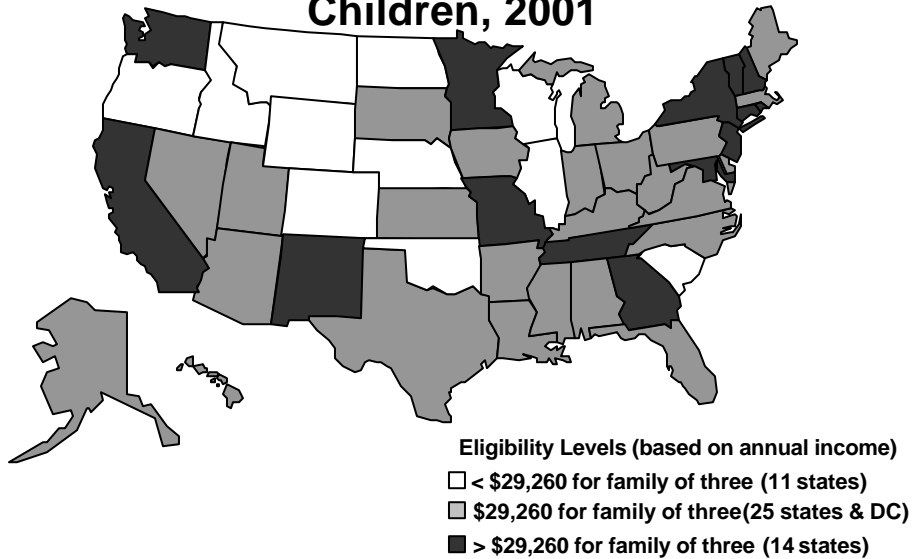 Children, 2001
Eligibility Levels (based on annual income)
< $29,260 for family of three (11 states)
$29,260 for family of three(25 states & DC)
> $29,260 for family of three (14 states)